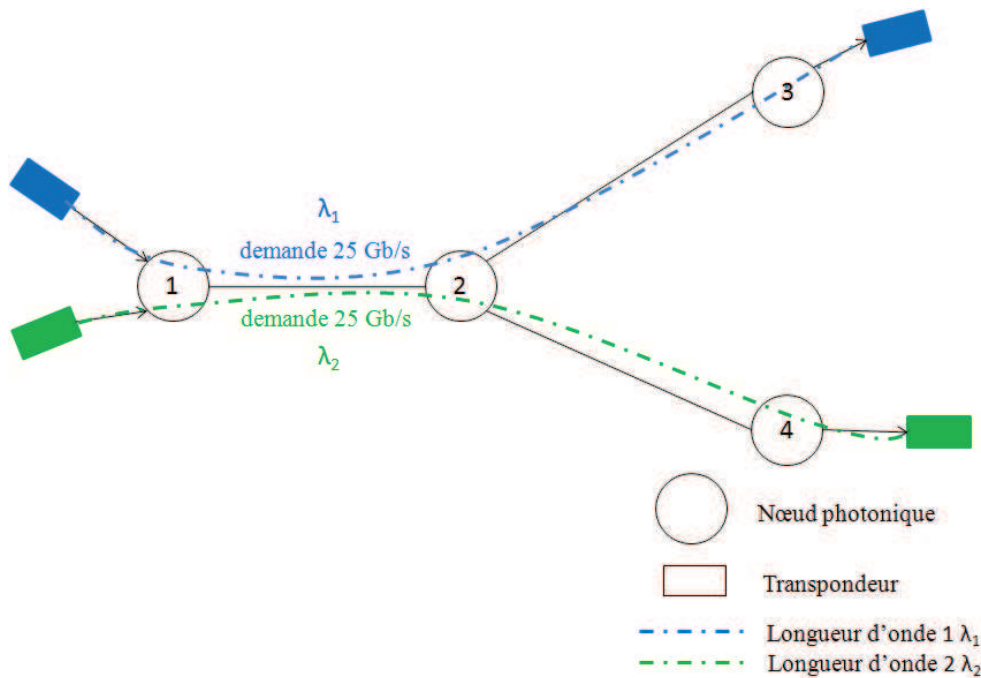 3
λ₁
demande 25 Gb/s
1
2
demande 25 Gb/s
λ₂
4
Nœud photonique
Transpondeur
Longueur d'onde 1 λ₁
Longueur d'onde 2 λ₂